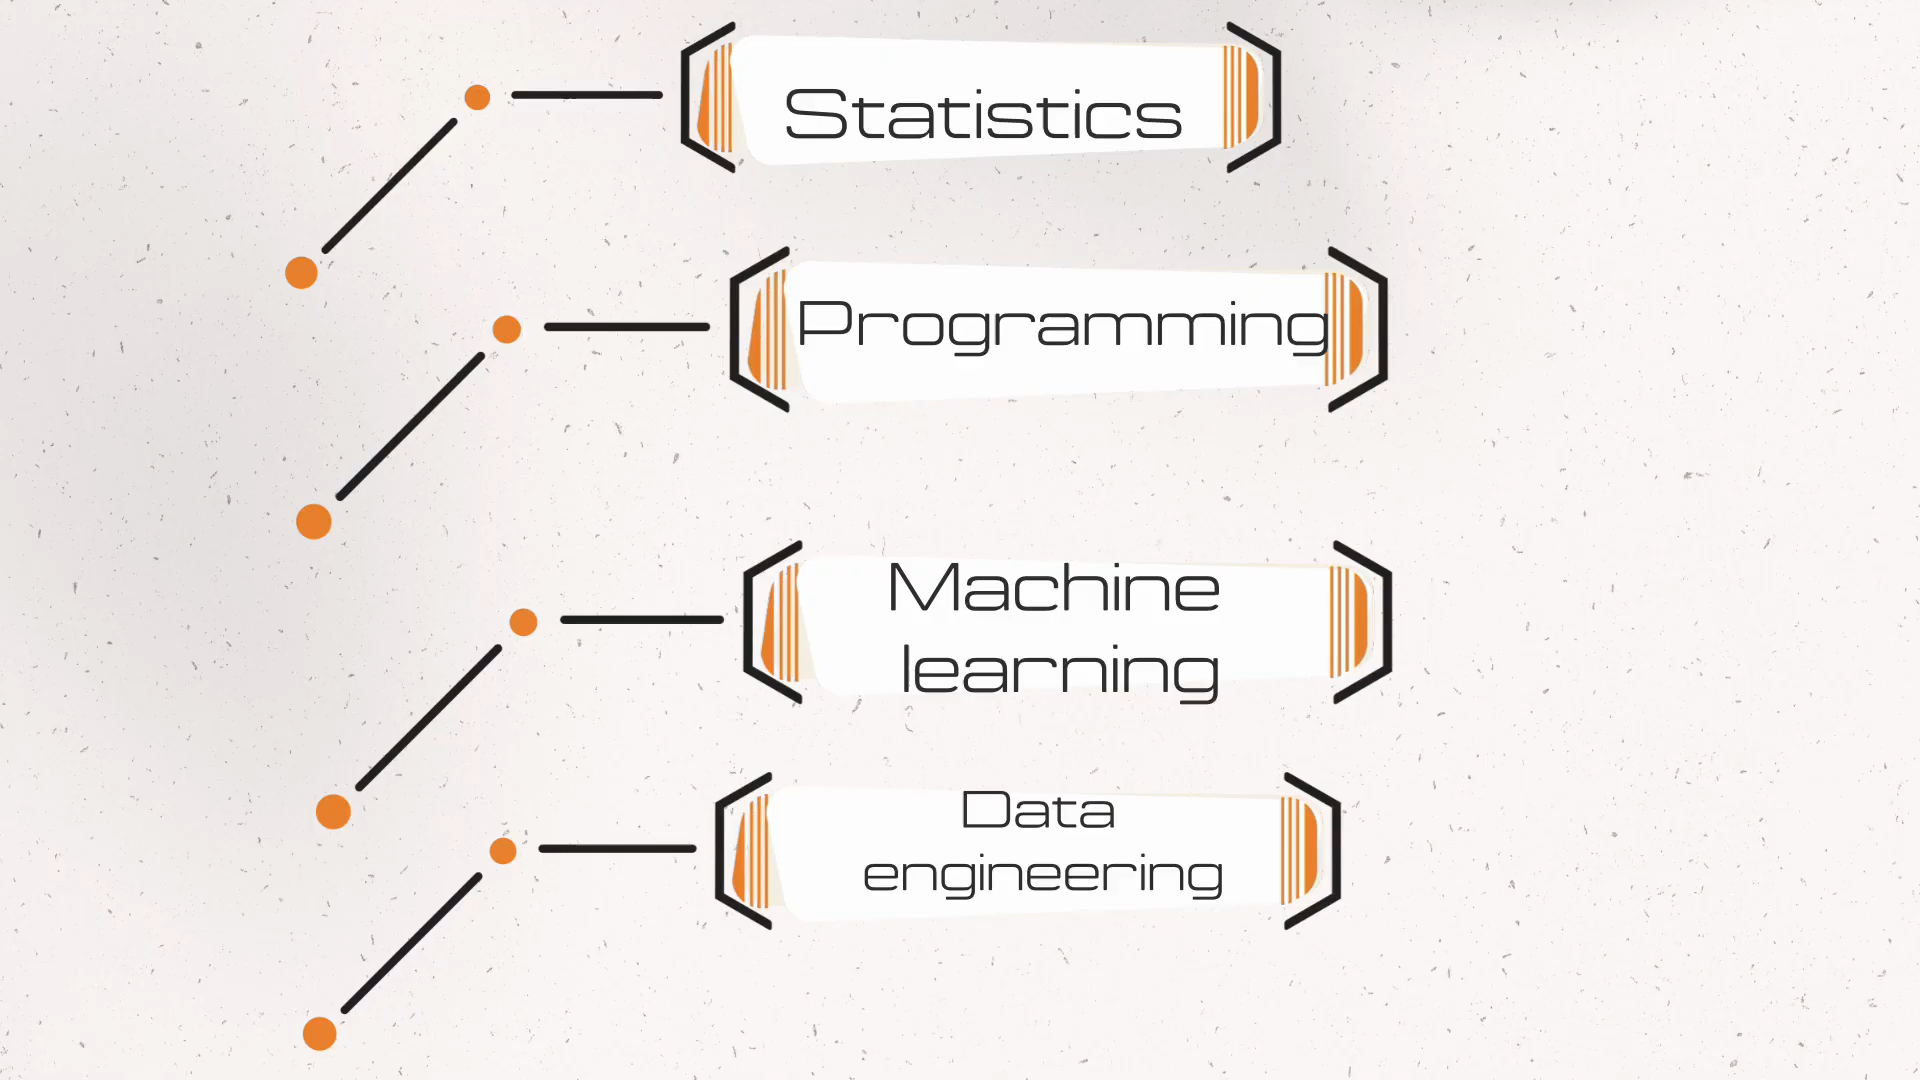 Statistics
Programming
Machine
learning
Data
engineering